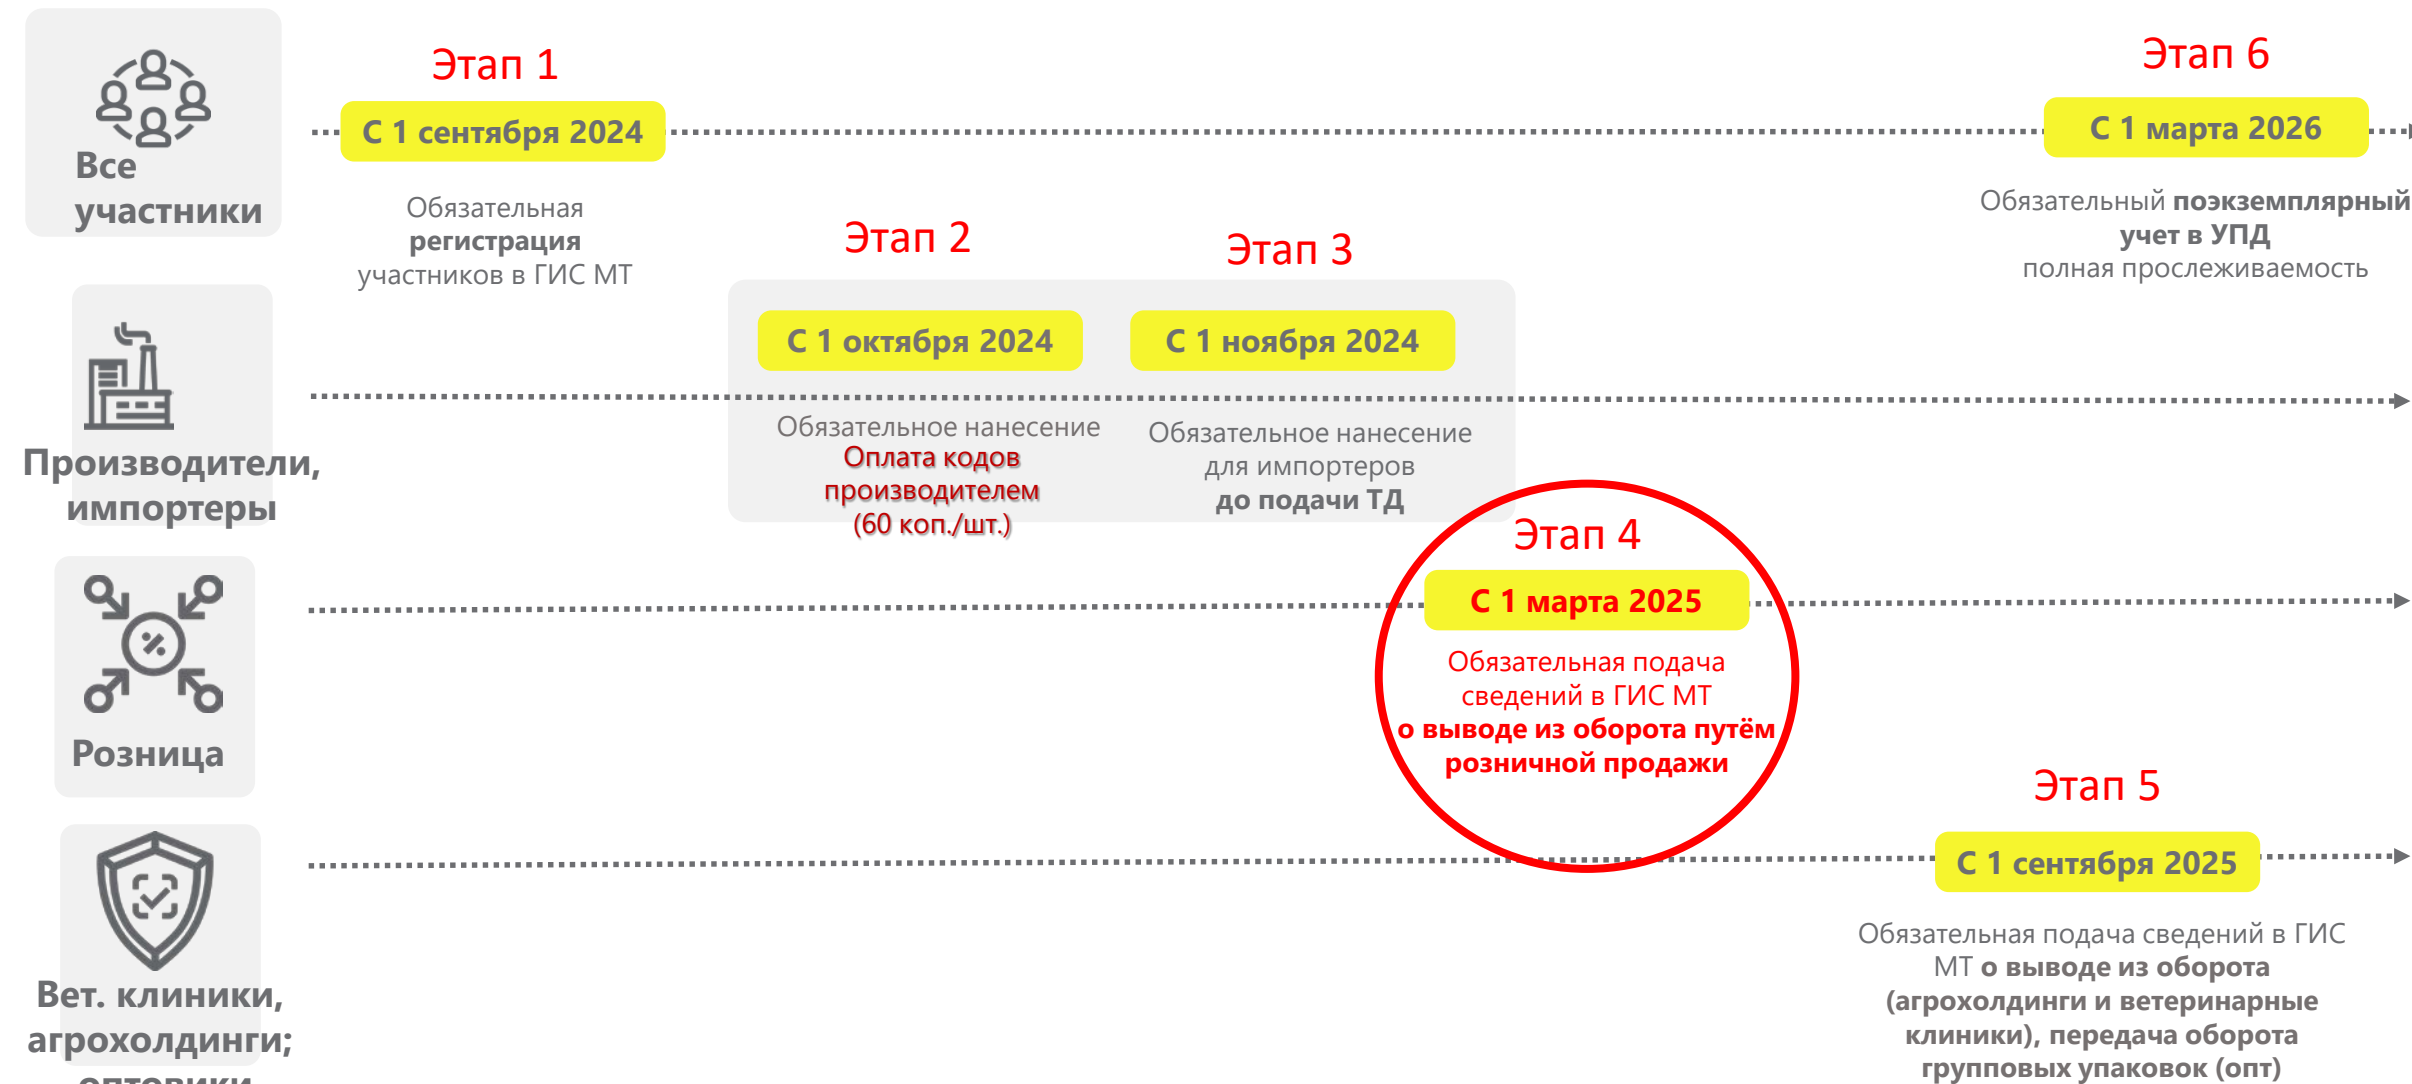 Этап 1
С 1 сентября 2024
Обязательная
регистрация
участников в ГИС МТ
Этап 6
С 1 марта 2026
Обязательный поэкземплярный
учет в УПД
полная прослеживаемость
Все
участники
Этап 2
С 1 октября 2024
Обязательное нанесение
Оплата кодов
производителем
(60 коп./шт.)
Этап 3
С 1 ноября 2024
Обязательное нанесение
для импортеров
до подачи ТД
Производители,
импортеры
Этап 4
С 1 марта 2025
Обязательная подача
сведений в ГИС МТ
о выводе из оборота путём
розничной продажи
Розница
Этап 5
С 1 сентября 2025
Обязательная подача сведений в ГИС
МТ о выводе из оборота
(агрохолдинги и ветеринарные
клиники), передача оборота
групповых упаковок (опт)
Вет. клиники,
агрохолдинги;
оптовики